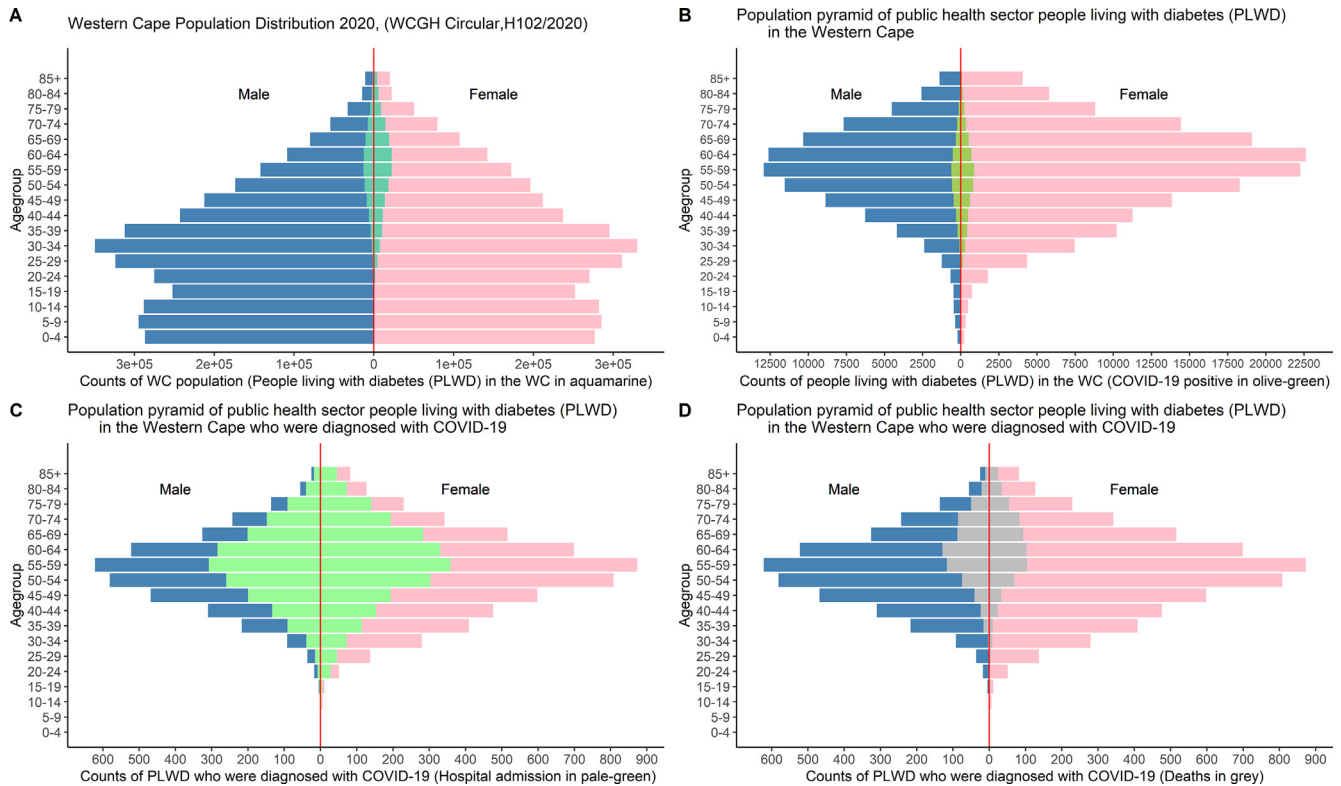 A
Western Cape Population Distribution 2020, (WCGH Circular,H102/2020)
Male
Female
Agegroup
85+
80-84
75-79
70-74
65-69
60-64
55-59
50-54
45-49
40-44
35-39
30-34
25-29
20-24
15-19
10-14
5-9
0-4
3e+05 2e+05 1e+05 0e+00 1e+05 2e+05 3e+05
Counts of WC population (People living with diabetes (PLWD) in the WC in aquamarine)
B
Population pyramid of public health sector people living with diabetes (PLWD)
in the Western Cape
Male
Female
Agegroup
85+
80-84
75-79
70-74
65-69
60-64
55-59
50-54
45-49
40-44
35-39
30-34
25-29
20-24
15-19
10-14
5-9
0-4
12500 10000 7500 5000 2500 0 2500 5000 7500 10000 12500 15000 17500 20000 22500
Counts of people living with diabetes (PLWD) in the WC (COVID-19 positive in olive-green)
C
Population pyramid of public health sector people living with diabetes (PLWD)
in the Western Cape who were diagnosed with COVID-19
Male
Female
Agegroup
85+
80-84
75-79
70-74
65-69
60-64
55-59
50-54
45-49
40-44
35-39
30-34
25-29
20-24
15-19
10-14
5-9
0-4
600 500 400 300 200 100 0 100 200 300 400 500 600 700 800 900
Counts of PLWD who were diagnosed with COVID-19 (Hospital admission in pale-green)
D
Population pyramid of public health sector people living with diabetes (PLWD)
in the Western Cape who were diagnosed with COVID-19
Male
Female
Agegroup
85+
80-84
75-79
70-74
65-69
60-64
55-59
50-54
45-49
40-44
35-39
30-34
25-29
20-24
15-19
10-14
5-9
0-4
600 500 400 300 200 100 0 100 200 300 400 500 600 700 800 900
Counts of PLWD who were diagnosed with COVID-19 (Deaths in grey)